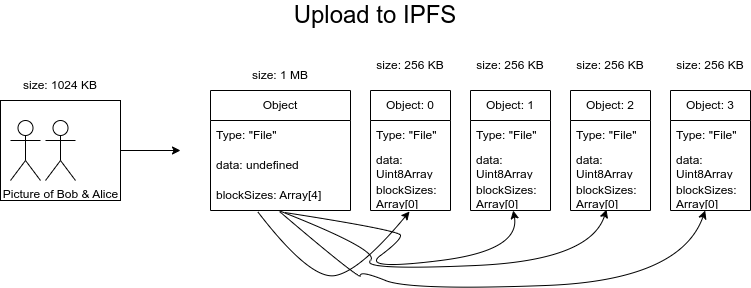 Upload to IPFS
size: 1024 KB
Picture of Bob & Alice
size: 1 MB
Object
Type: "File"
data: undefined
blockSizes: Array[4]
size: 256 KB
Object: 0
Type: "File"
data:
Uint8Array
blockSizes:
Array[0]
size: 256 KB
Object: 1
Type: "File"
data:
Uint8Array
blockSizes:
Array[0]
size: 256 KB
Object: 2
Type: "File"
data:
Uint8Array
blockSizes:
Array[0]
size: 256 KB
Object: 3
Type: "File"
data:
Uint8Array
blockSizes:
Array[0]